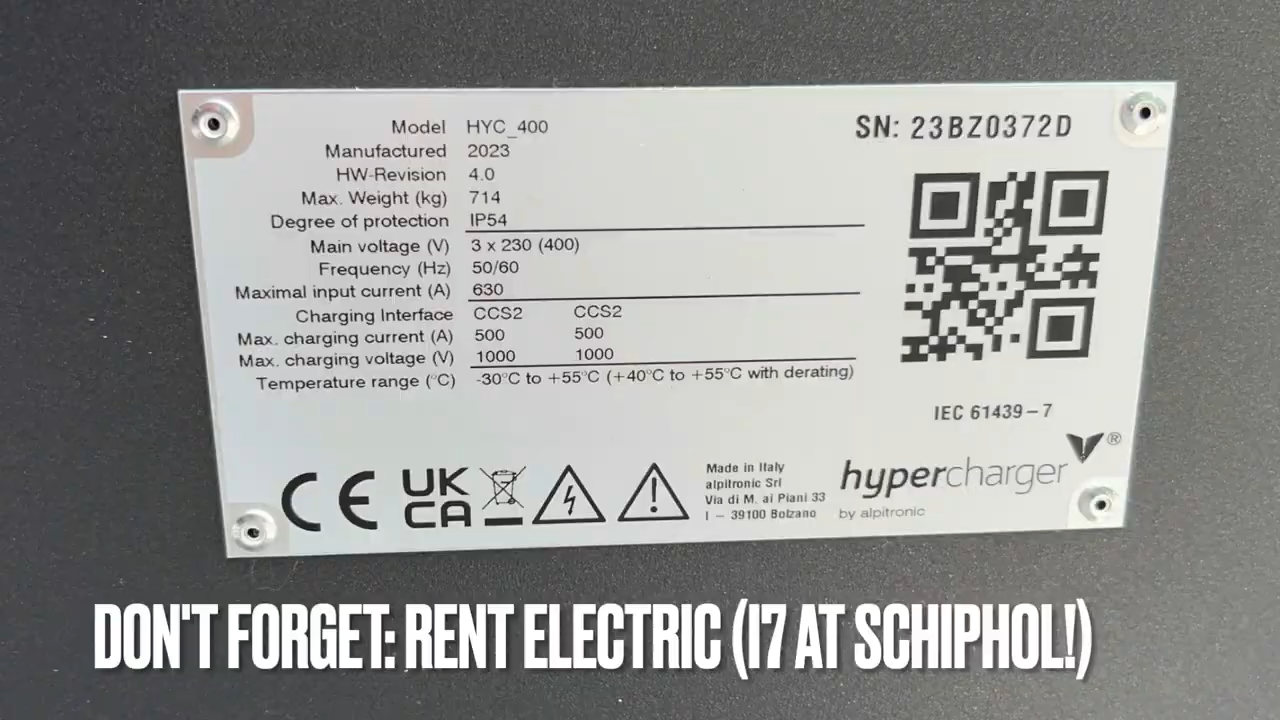 Model HYC_400
Manufactured 2023
HW-Revision 4.0
Max. Weight (kg) 714
Degree of protection IP54
Main voltage (V) 3 x 230 (400)
Frequency (Hz) 50/60
Maximal input current (A) 630
Charging Interface CCS2 CCS2
Max. charging current (A) 500 500
Max. charging voltage (V) 1000 1000
Temperature range (°C) -30°C to +55°C (+40°C to +55°C with derating)
SN: 23BZ0372D
IEC 61439-7
CE
UK
CA
Made in Italy
alpitronic Srl
Via di M. ai Piani 33
I - 39100 Bolzano
hypercharger®
by alpitronic
DON'T FORGET: RENT ELECTRIC (I7 AT SCHIPHOL!)